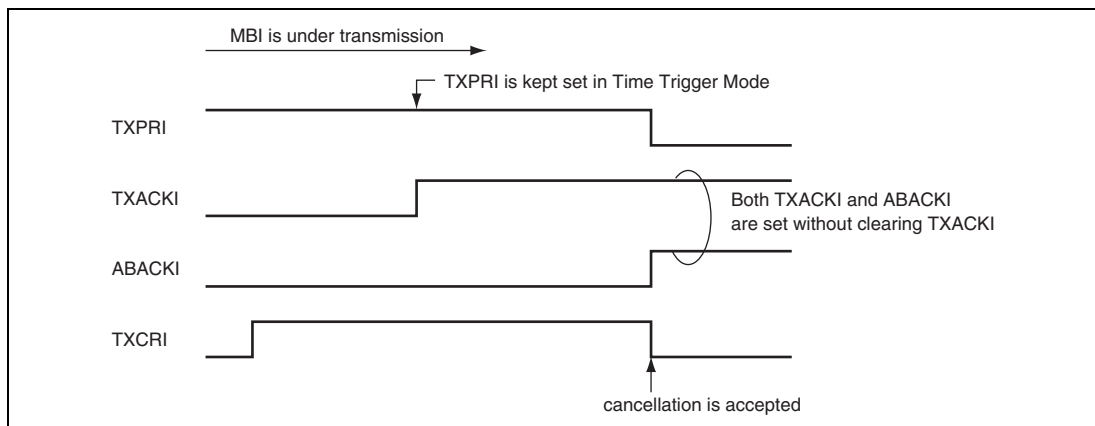 MBI is under transmission
TXPRI is kept set in Time Trigger Mode
TXPRI
TXACKI
Both TXACKI and ABACKI
are set without clearing TXACKI
ABACKI
TXCRI
cancellation is accepted